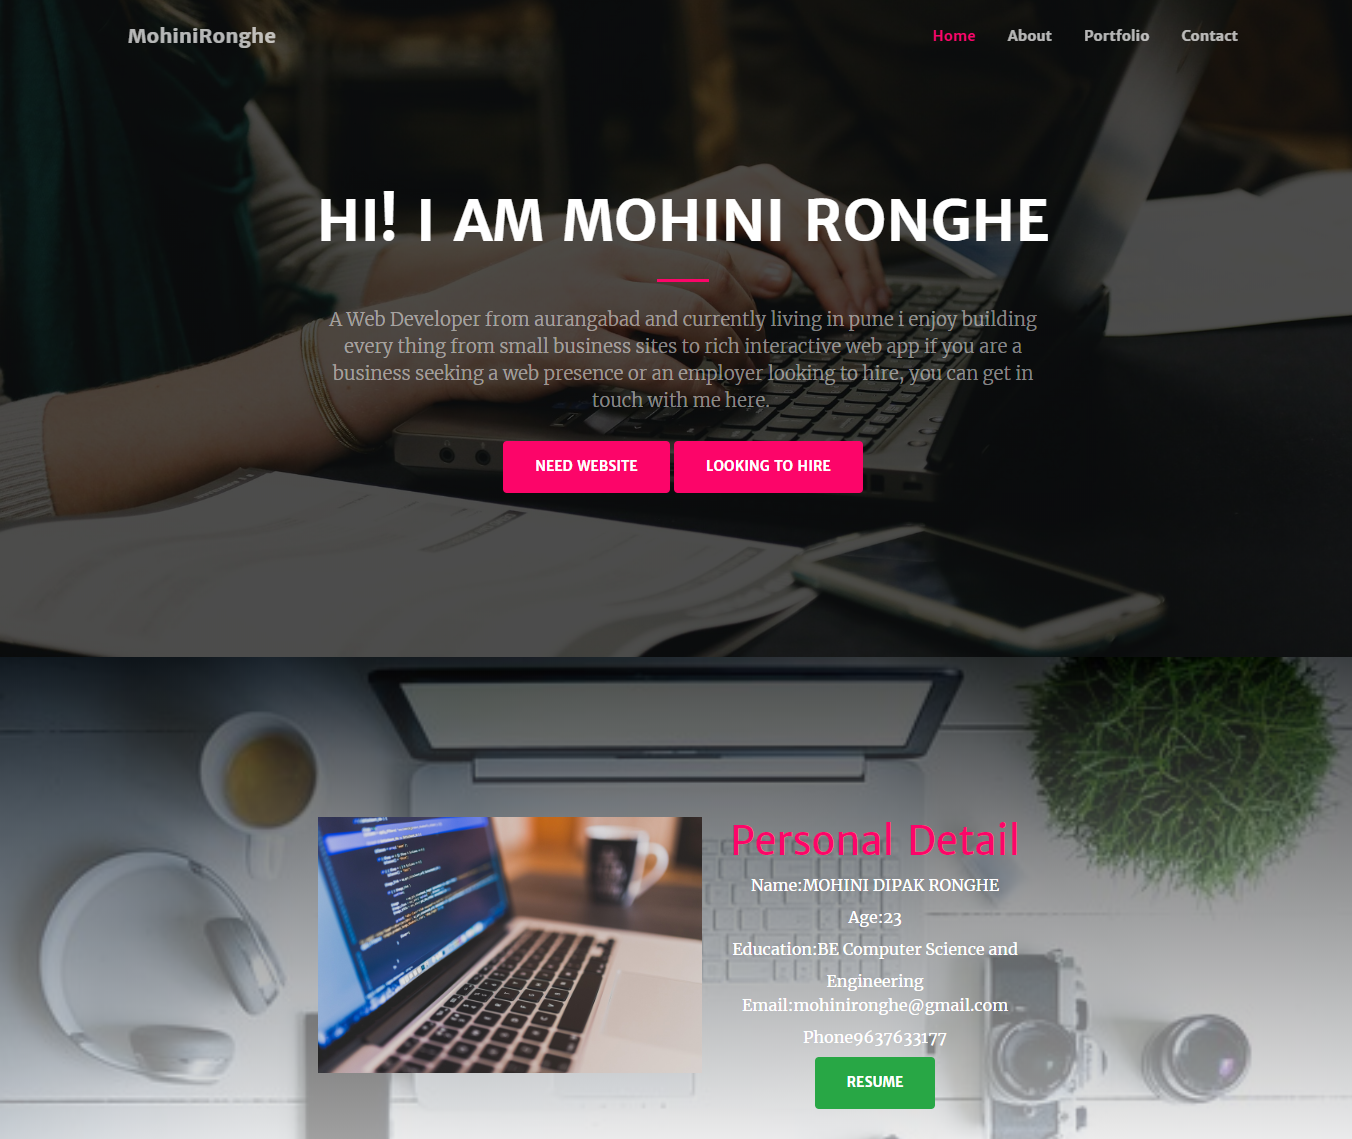 MohiniRonghe
Home About Portfolio Contact
HI! I AM MOHINI RONGHE
A Web Developer from aurangabad and currently living in pune i enjoy building
every thing from small business sites to rich interactive web app if you are a
business seeking a web presence or an employer looking to hire, you can get in
touch with me here.
NEED WEBSITE LOOKING TO HIRE
Personal Detail
Name:MOHINI DIPAK RONGHE
Age:23
Education:BE Computer Science and
Engineering
Email:mohinironghe@gmail.com
Phone9637633177
RESUME